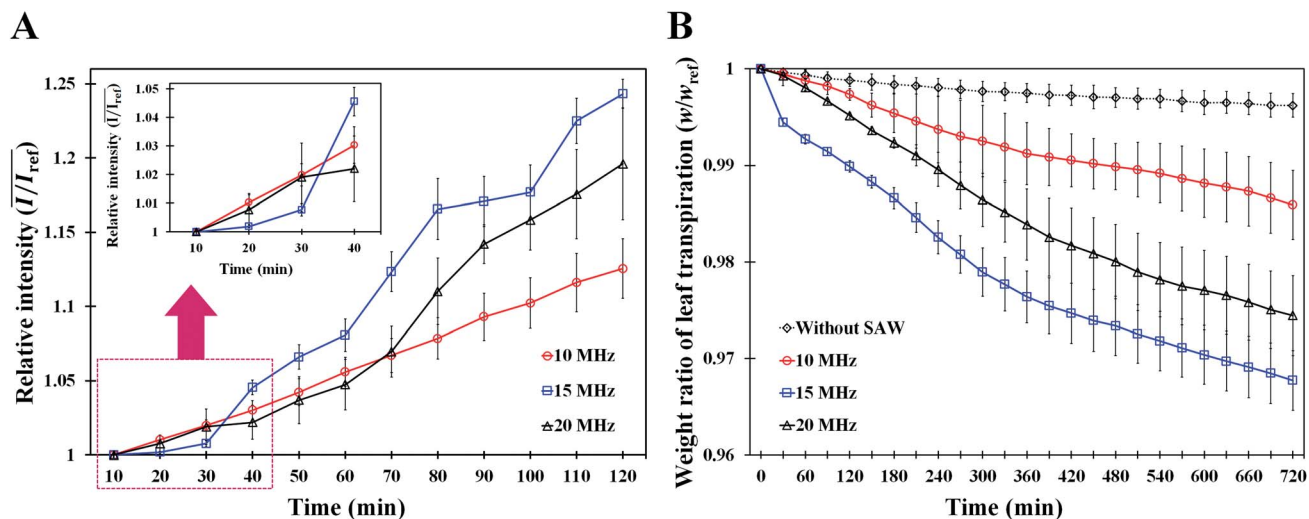 A
Relative intensity (I/Iref)
1.25
1.2
1.15
1.1
1.05
1
10 20 30 40 50 60 70 80 90 100 110 120
Time (min)
Relative intensity (I/Iref)
1.05
1.04
1.03
1.02
1.01
1
10 20 30 40
Time (min)
10 MHz
15 MHz
20 MHz
B
Weight ratio of leaf transpiration (w/wref)
1
0.99
0.98
0.97
0.96
0 60 120 180 240 300 360 420 480 540 600 660 720
Time (min)
Without SAW
10 MHz
15 MHz
20 MHz